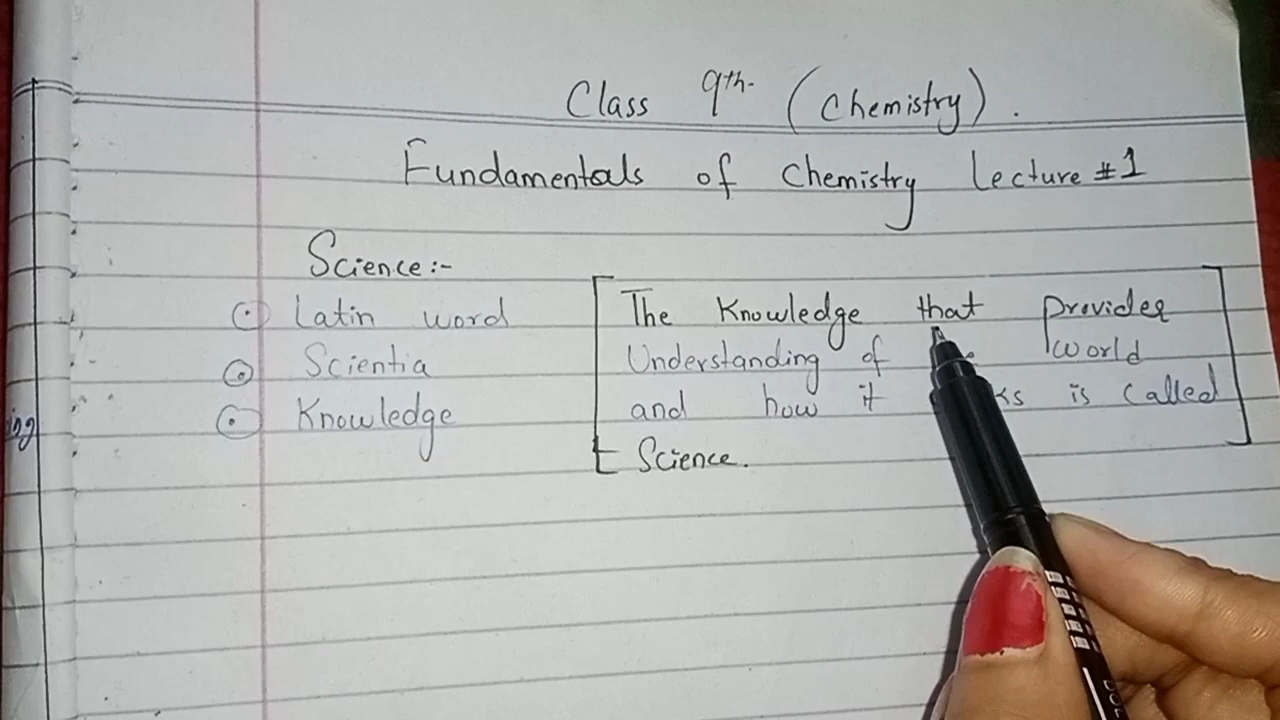 Class 9th. (Chemistry).
Fundamentals of Chemistry Lecture #1
Science:-
Latin word
Scientia
Knowledge
The Knowledge that provides
Understanding of world
and how it is called
Science.
ing